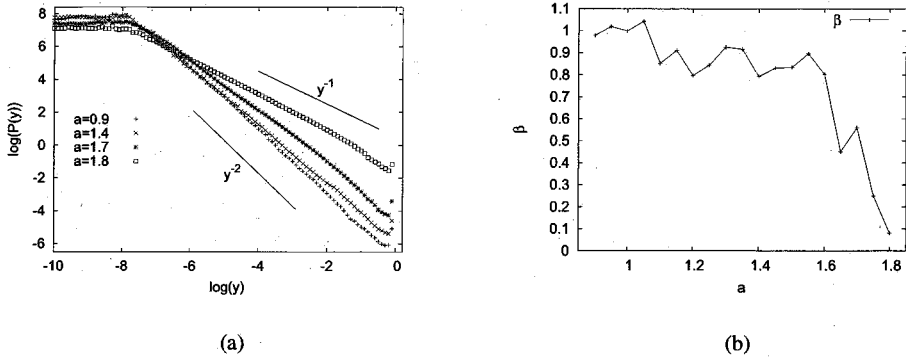 8
6
4
2
0
-2
-4
-6
-10
-8
-6
-4
-2
0
log(P(y))
log(y)
a=0.9 +
a=1.4 ×
a=1.7 *
a=1.8 □
y⁻¹
y⁻²
(a)
1.1
1
0.9
0.8
0.7
0.6
0.5
0.4
0.3
0.2
0.1
0
1
1.2
1.4
1.6
1.8
β
a
β
(b)